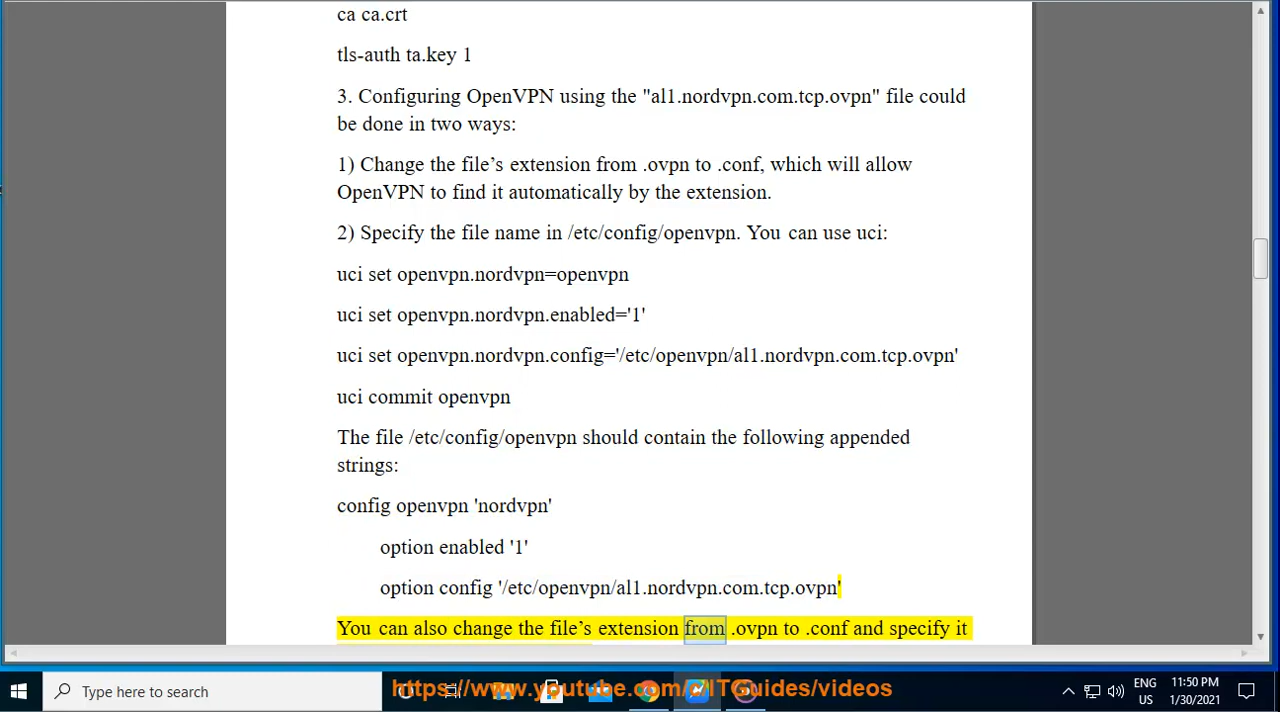 ca ca.crt
tls-auth ta.key 1
3. Configuring OpenVPN using the "al1.nordvpn.com.tcp.ovpn" file could
be done in two ways:
1) Change the file’s extension from .ovpn to .conf, which will allow
OpenVPN to find it automatically by the extension.
2) Specify the file name in /etc/config/openvpn. You can use uci:
uci set openvpn.nordvpn=openvpn
uci set openvpn.nordvpn.enabled='1'
uci set openvpn.nordvpn.config='/etc/openvpn/al1.nordvpn.com.tcp.ovpn'
uci commit openvpn
The file /etc/config/openvpn should contain the following appended
strings:
config openvpn 'nordvpn'
option enabled '1'
option config '/etc/openvpn/al1.nordvpn.com.tcp.ovpn'
You can also change the file’s extension from .ovpn to .conf and specify it
Type here to search
https://www.youtube.com/@ITGuides/videos
ENG
US
11:50 PM
1/30/2021